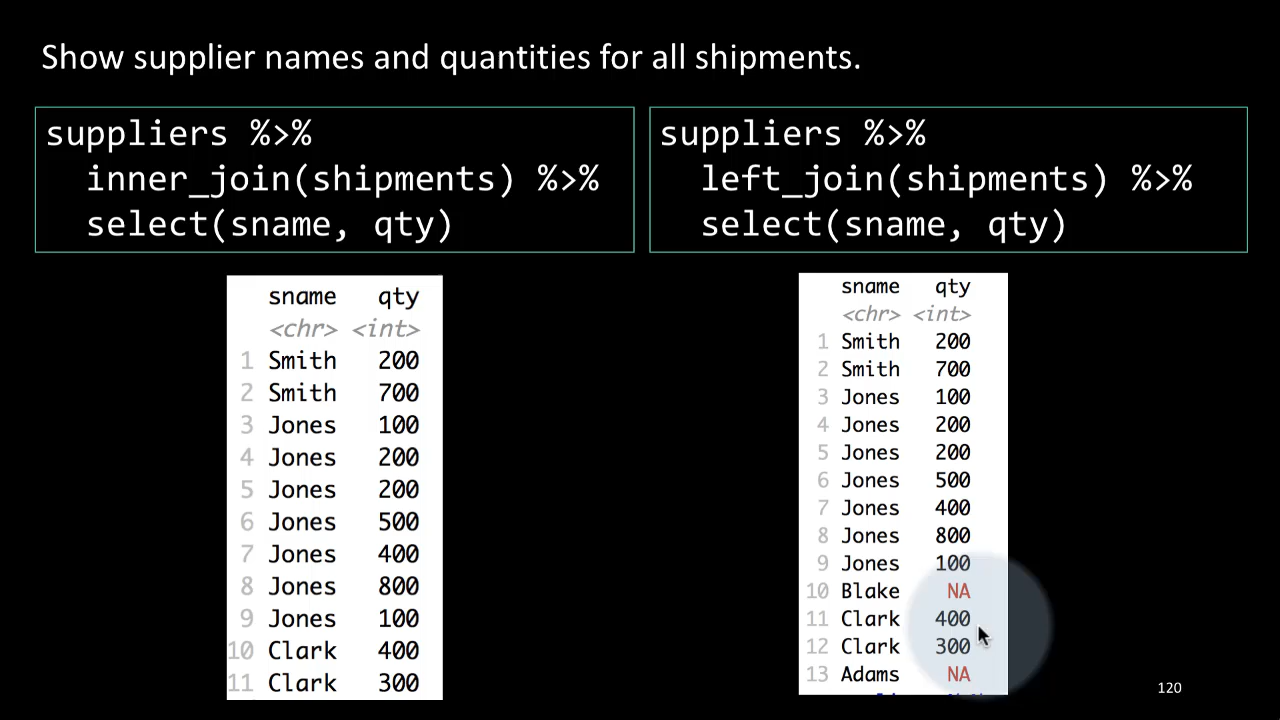 Show supplier names and quantities for all shipments.
suppliers %>%
inner_join(shipments) %>%
select(sname, qty)
suppliers %>%
left_join(shipments) %>%
select(sname, qty)
sname qty
<chr> <int>
1 Smith 200
2 Smith 700
3 Jones 100
4 Jones 200
5 Jones 200
6 Jones 500
7 Jones 400
8 Jones 800
9 Jones 100
10 Clark 400
11 Clark 300
sname qty
<chr> <int>
1 Smith 200
2 Smith 700
3 Jones 100
4 Jones 200
5 Jones 200
6 Jones 500
7 Jones 400
8 Jones 800
9 Jones 100
10 Blake NA
11 Clark 400
12 Clark 300
13 Adams NA
120